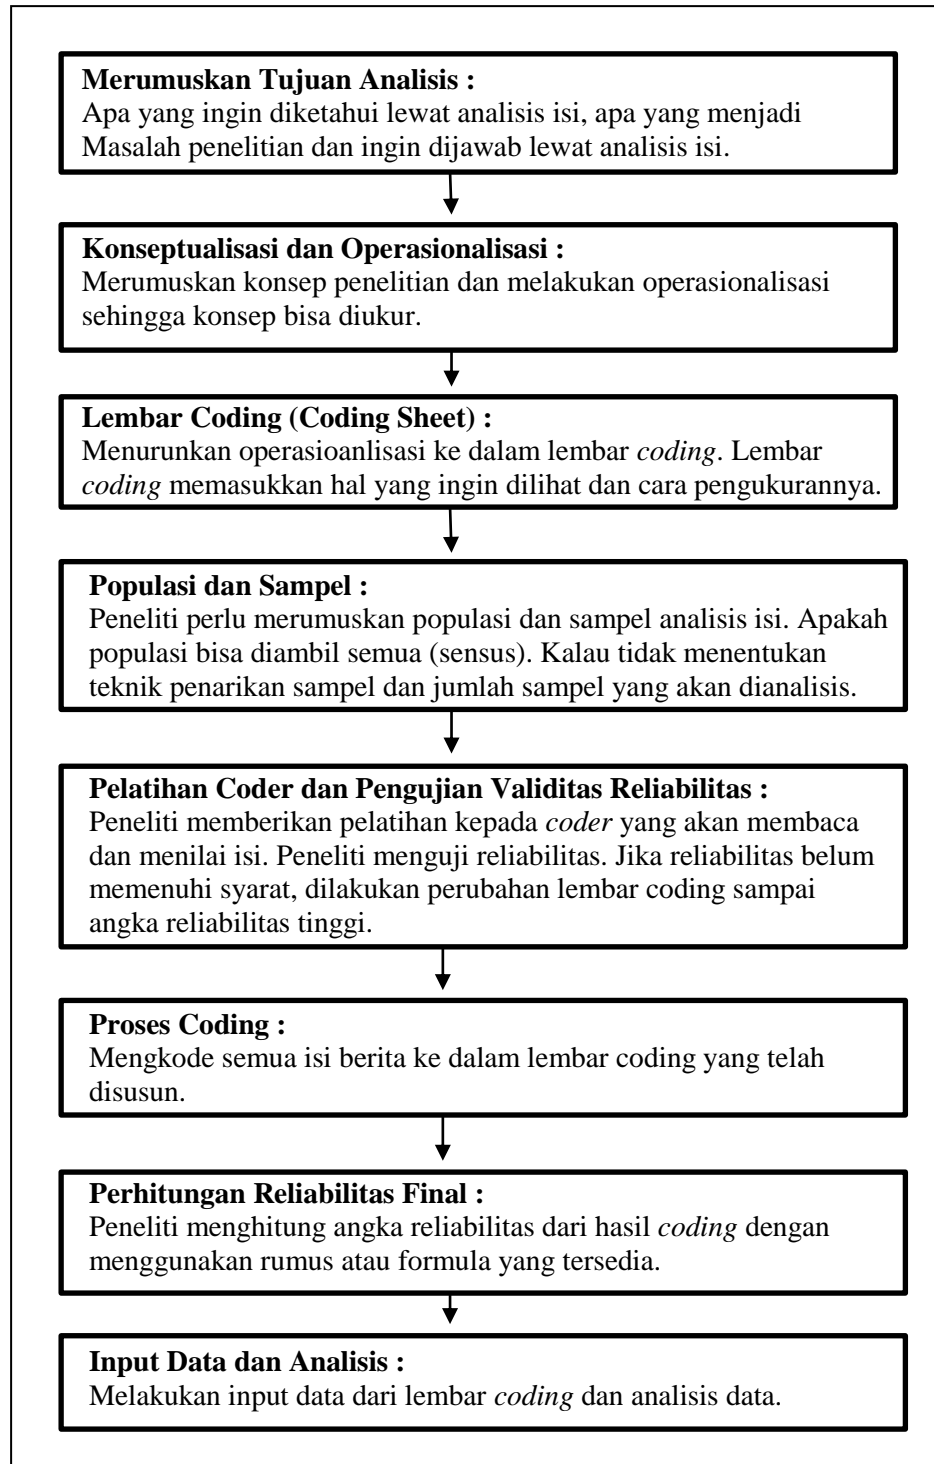 Merumuskan Tujuan Analisis :
Apa yang ingin diketahui lewat analisis isi, apa yang menjadi
Masalah penelitian dan ingin dijawab lewat analisis isi.
Konseptualisasi dan Operasionalisasi :
Merumuskan konsep penelitian dan melakukan operasionalisasi
sehingga konsep bisa diukur.
Lembar Coding (Coding Sheet) :
Menurunkan operasioanlisasi ke dalam lembar coding. Lembar
coding memasukkan hal yang ingin dilihat dan cara pengukurannya.
Populasi dan Sampel :
Peneliti perlu merumuskan populasi dan sampel analisis isi. Apakah
populasi bisa diambil semua (sensus). Kalau tidak menentukan
teknik penarikan sampel dan jumlah sampel yang akan dianalisis.
Pelatihan Coder dan Pengujian Validitas Reliabilitas :
Peneliti memberikan pelatihan kepada coder yang akan membaca
dan menilai isi. Peneliti menguji reliabilitas. Jika reliabilitas belum
memenuhi syarat, dilakukan perubahan lembar coding sampai
angka reliabilitas tinggi.
Proses Coding :
Mengkode semua isi berita ke dalam lembar coding yang telah
disusun.
Perhitungan Reliabilitas Final :
Peneliti menghitung angka reliabilitas dari hasil coding dengan
menggunakan rumus atau formula yang tersedia.
Input Data dan Analisis :
Melakukan input data dari lembar coding dan analisis data.